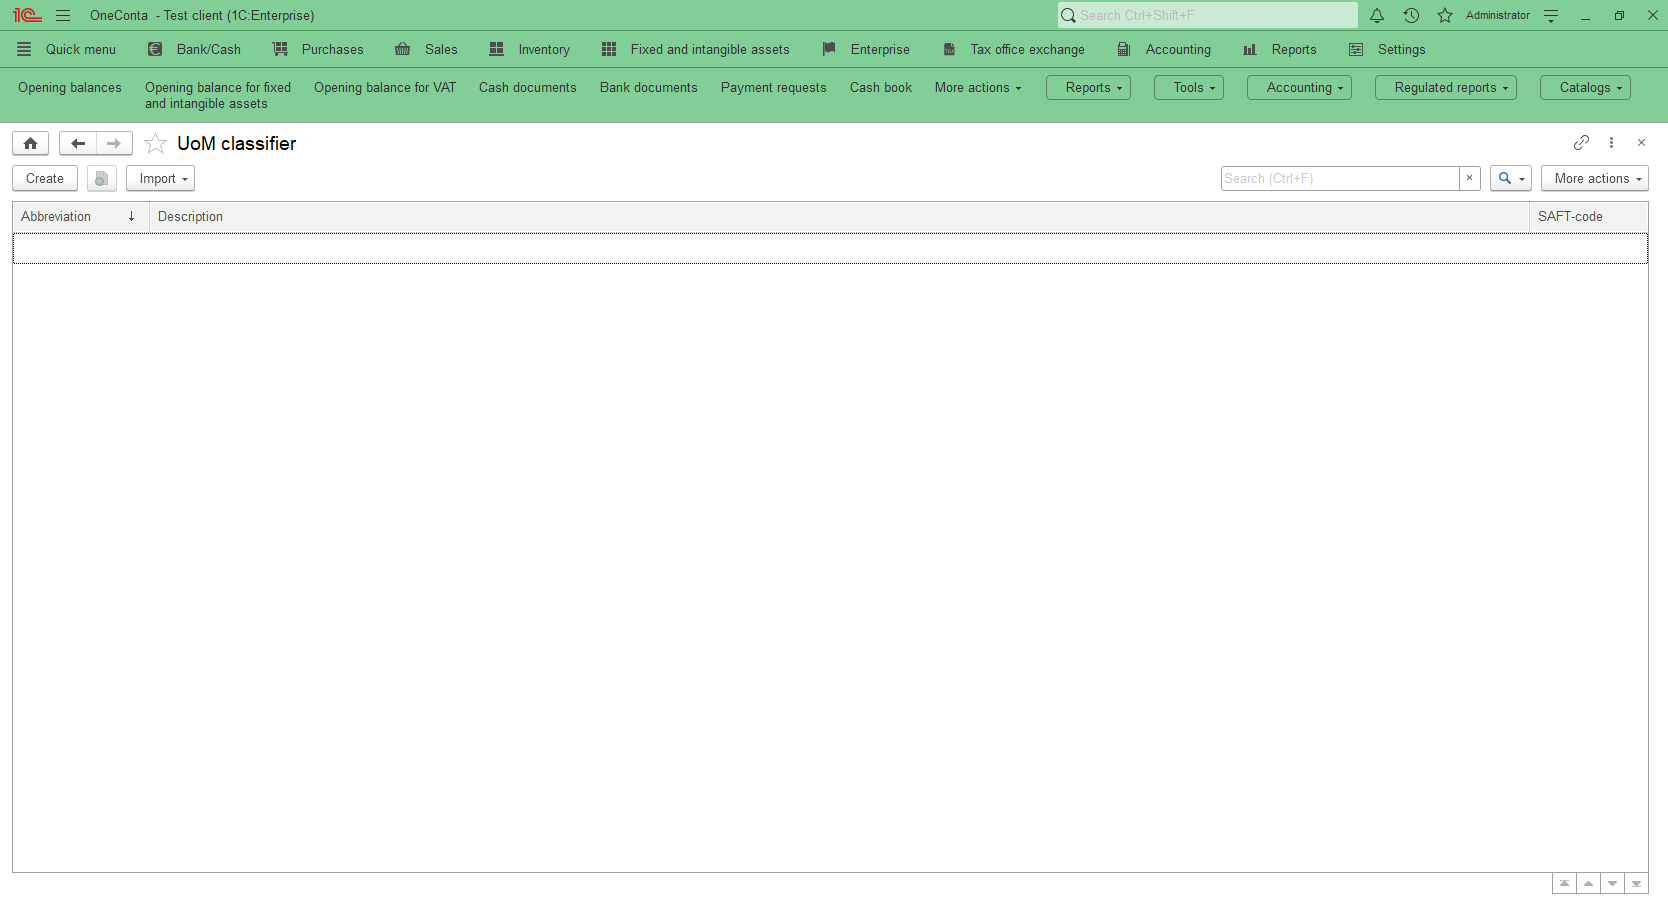 OneConta - Test client (1C:Enterprise)
Search Ctrl+Shift+F
Administrator
Quick menu
Bank/Cash
Purchases
Sales
Inventory
Fixed and intangible assets
Enterprise
Tax office exchange
Accounting
Reports
Settings
Opening balances
Opening balance for fixed
and intangible assets
Opening balance for VAT
Cash documents
Bank documents
Payment requests
Cash book
More actions
Reports
Tools
Accounting
Regulated reports
Catalogs
UoM classifier
Create
Import
Search (Ctrl+F)
More actions
Abbreviation
Description
SAFT-code